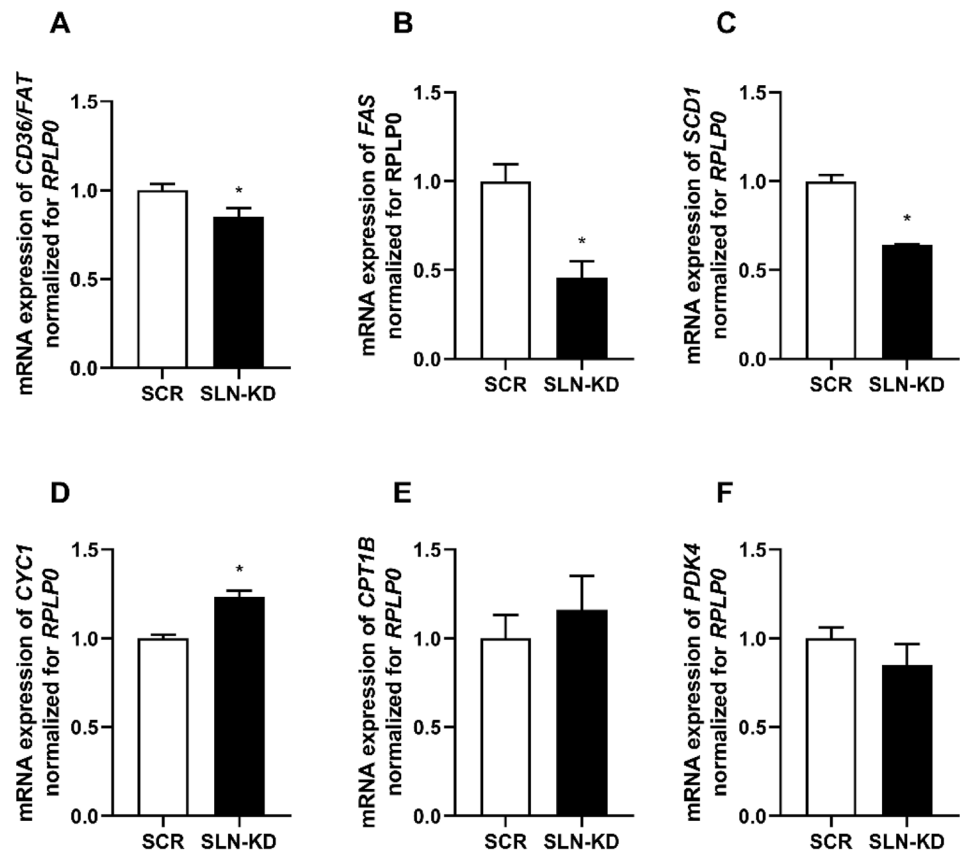 A
mRNA expression of CD36/FAT
normalized for RPLP0
1.5
1.0
0.5
0.0
*
SCR SLN-KD
B
mRNA expression of FAS
normalized for RPLP0
1.5
1.0
0.5
0.0
*
SCR SLN-KD
C
mRNA expression of SCD1
normalized for RPLP0
1.5
1.0
0.5
0.0
*
SCR SLN-KD
D
mRNA expression of CYC1
normalized for RPLP0
1.5
1.0
0.5
0.0
*
SCR SLN-KD
E
mRNA expression of CPT1B
normalized for RPLP0
1.5
1.0
0.5
0.0
SCR SLN-KD
F
mRNA expression of PDK4
normalized for RPLP0
1.5
1.0
0.5
0.0
SCR SLN-KD